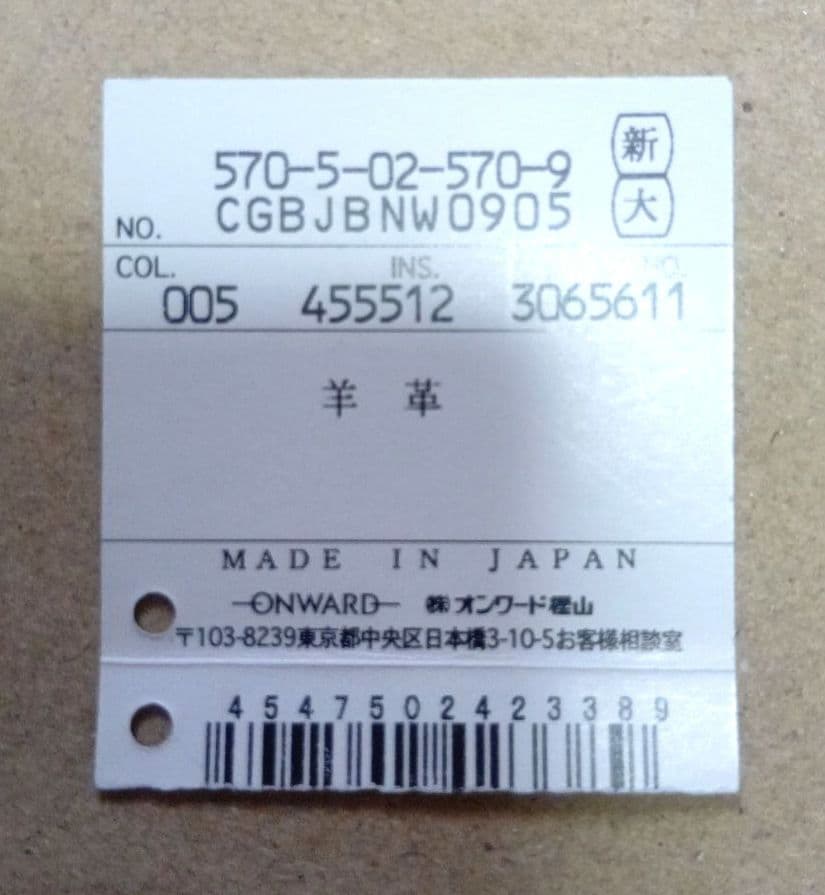 570-5-02-570-9
新
大
NO. CGBJBNW0905
COL. INS. NO.
005 455512 3065611
羊 革
MADE IN JAPAN
ONWARD ㈱オンワード樫山
〒103-8239東京都中央区日本橋3-10-5お客様相談室
4547502423389